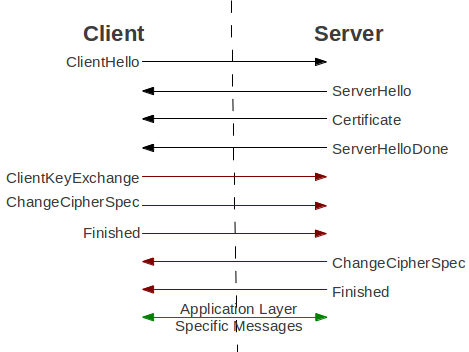 Client Server
ClientHello
ServerHello
Certificate
ServerHelloDone
ClientKeyExchange
ChangeCipherSpec
Finished
ChangeCipherSpec
Finished
Application Layer
Specific Messages